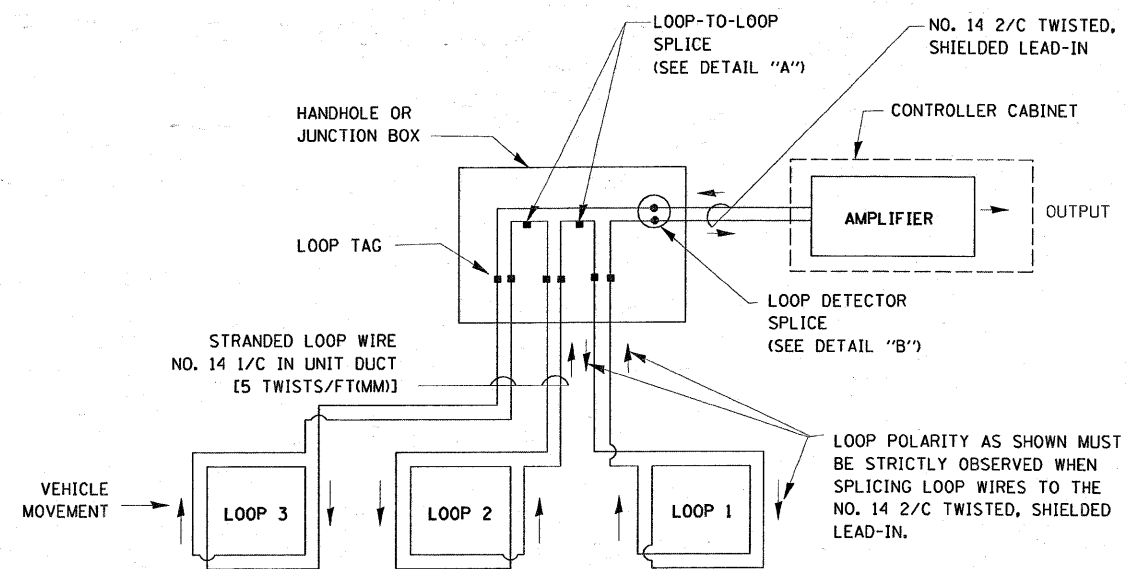 LOOP-TO-LOOP
SPLICE
(SEE DETAIL "A")
NO. 14 2/C TWISTED,
SHIELDED LEAD-IN
HANDHOLE OR
JUNCTION BOX
CONTROLLER CABINET
AMPLIFIER
OUTPUT
LOOP TAG
LOOP DETECTOR
SPLICE
(SEE DETAIL "B")
STRANDED LOOP WIRE
NO. 14 1/C IN UNIT DUCT
[5 TWISTS/FT(MM)]
LOOP POLARITY AS SHOWN MUST
BE STRICTLY OBSERVED WHEN
SPLICING LOOP WIRES TO THE
NO. 14 2/C TWISTED, SHIELDED
LEAD-IN.
VEHICLE
MOVEMENT
LOOP 3
LOOP 2
LOOP 1